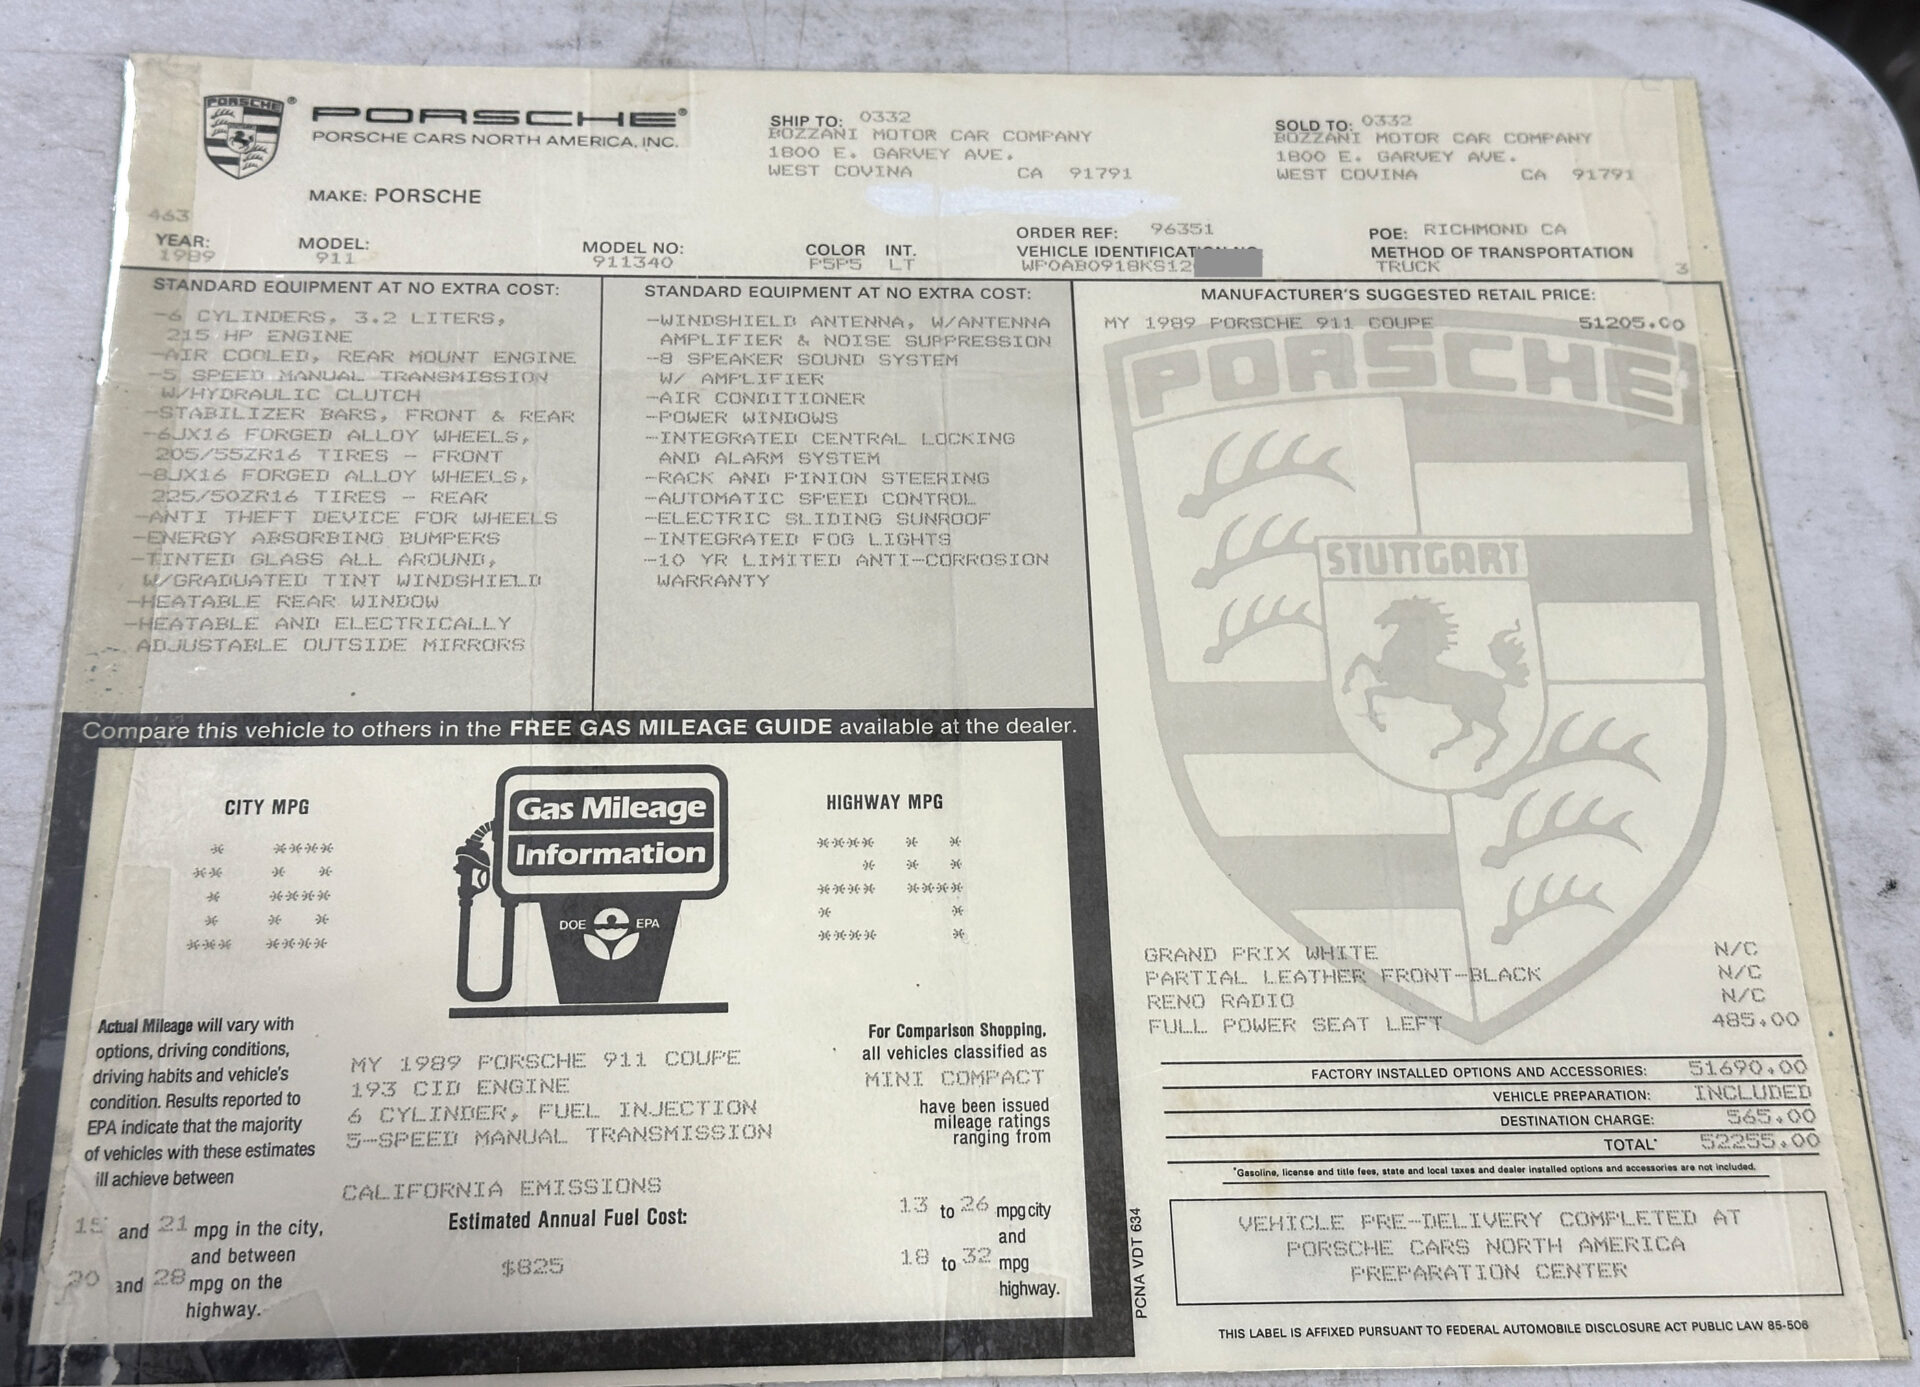 PORSCHE
PORSCHE®
PORSCHE CARS NORTH AMERICA, INC.
MAKE: PORSCHE
SHIP TO: 0332
BOZZANI MOTOR CAR COMPANY
1800 E. GARVEY AVE.
WEST COVINA CA 91791
SOLD TO: 0332
BOZZANI MOTOR CAR COMPANY
1800 E. GARVEY AVE.
WEST COVINA CA 91791
463
YEAR:
1989
MODEL:
911
MODEL NO:
911340
COLOR INT.
P5P5 LT
ORDER REF: 96351
VEHICLE IDENTIFICATION NO.
WP0AB0918KS12
POE: RICHMOND CA
METHOD OF TRANSPORTATION
TRUCK 3
STANDARD EQUIPMENT AT NO EXTRA COST:
-6 CYLINDERS, 3.2 LITERS,
215 HP ENGINE
-AIR COOLED, REAR MOUNT ENGINE
-5 SPEED MANUAL TRANSMISSION
W/HYDRAULIC CLUTCH
-STABILIZER BARS, FRONT & REAR
-6JX16 FORGED ALLOY WHEELS,
205/55ZR16 TIRES - FRONT
-8JX16 FORGED ALLOY WHEELS,
225/50ZR16 TIRES - REAR
-ANTI THEFT DEVICE FOR WHEELS
-ENERGY ABSORBING BUMPERS
-TINTED GLASS ALL AROUND,
W/GRADUATED TINT WINDSHIELD
-HEATABLE REAR WINDOW
-HEATABLE AND ELECTRICALLY
ADJUSTABLE OUTSIDE MIRRORS
STANDARD EQUIPMENT AT NO EXTRA COST:
-WINDSHIELD ANTENNA, W/ANTENNA
AMPLIFIER & NOISE SUPPRESSION
-8 SPEAKER SOUND SYSTEM
W/ AMPLIFIER
-AIR CONDITIONER
-POWER WINDOWS
-INTEGRATED CENTRAL LOCKING
AND ALARM SYSTEM
-RACK AND PINION STEERING
-AUTOMATIC SPEED CONTROL
-ELECTRIC SLIDING SUNROOF
-INTEGRATED FOG LIGHTS
-10 YR LIMITED ANTI-CORROSION
WARRANTY
MANUFACTURER'S SUGGESTED RETAIL PRICE:
MY 1989 PORSCHE 911 COUPE 51205.00
PORSCHE
STUTTGART
GRAND PRIX WHITE N/C
PARTIAL LEATHER FRONT-BLACK N/C
RENO RADIO N/C
FULL POWER SEAT LEFT 485.00
FACTORY INSTALLED OPTIONS AND ACCESSORIES: 51690.00
VEHICLE PREPARATION: INCLUDED
DESTINATION CHARGE: 565.00
TOTAL* 52255.00
*Gasoline, license and title fees, state and local taxes and dealer installed options and accessories are not included.
VEHICLE PRE-DELIVERY COMPLETED AT
PORSCHE CARS NORTH AMERICA
PREPARATION CENTER
THIS LABEL IS AFFIXED PURSUANT TO FEDERAL AUTOMOBILE DISCLOSURE ACT PUBLIC LAW 85-506
PCNA VDT 634
Compare this vehicle to others in the FREE GAS MILEAGE GUIDE available at the dealer.
CITY MPG
18
Gas Mileage
Information
DOE EPA
HIGHWAY MPG
24
Actual Mileage will vary with
options, driving conditions,
driving habits and vehicle's
condition. Results reported to
EPA indicate that the majority
of vehicles with these estimates
ill achieve between
15 and 21 mpg in the city,
and between
20 and 28 mpg on the
highway.
MY 1989 PORSCHE 911 COUPE
193 CID ENGINE
6 CYLINDER, FUEL INJECTION
5-SPEED MANUAL TRANSMISSION
CALIFORNIA EMISSIONS
Estimated Annual Fuel Cost:
$825
For Comparison Shopping,
all vehicles classified as
MINI COMPACT
have been issued
mileage ratings
ranging from
13 to 26 mpg city
and
18 to 32 mpg
highway.